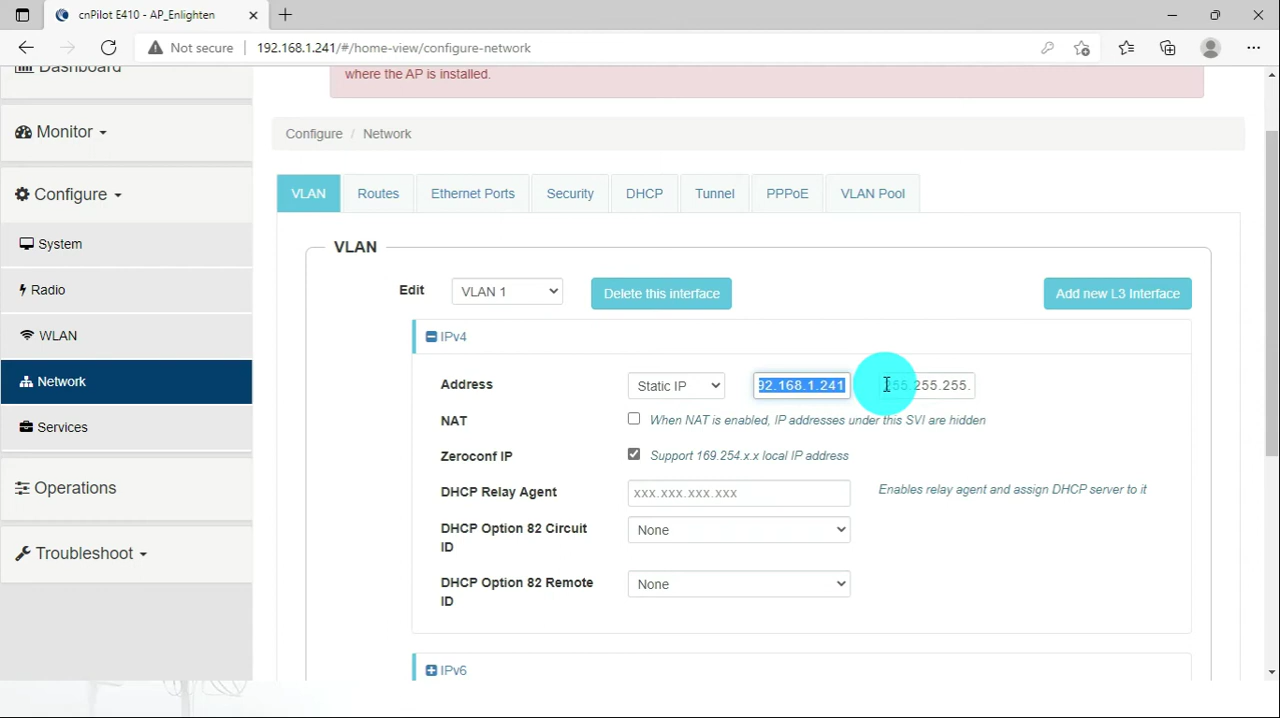 cnPilot E410 - AP_Enlighten
Not secure 192.168.1.241/#/home-view/configure-network
Dashboard
where the AP is installed.
Monitor
Configure / Network
Configure
VLAN Routes Ethernet Ports Security DHCP Tunnel PPPoE VLAN Pool
System
VLAN
Radio
Edit VLAN 1 Delete this interface Add new L3 Interface
WLAN
IPv4
Network
Address Static IP 92.168.1.241 255.255.255.
NAT When NAT is enabled, IP addresses under this SVI are hidden
Services
Zeroconf IP Support 169.254.x.x local IP address
Operations
DHCP Relay Agent xxx.xxx.xxx.xxx Enables relay agent and assign DHCP server to it
DHCP Option 82 Circuit
ID
None
Troubleshoot
DHCP Option 82 Remote
ID
None
IPv6